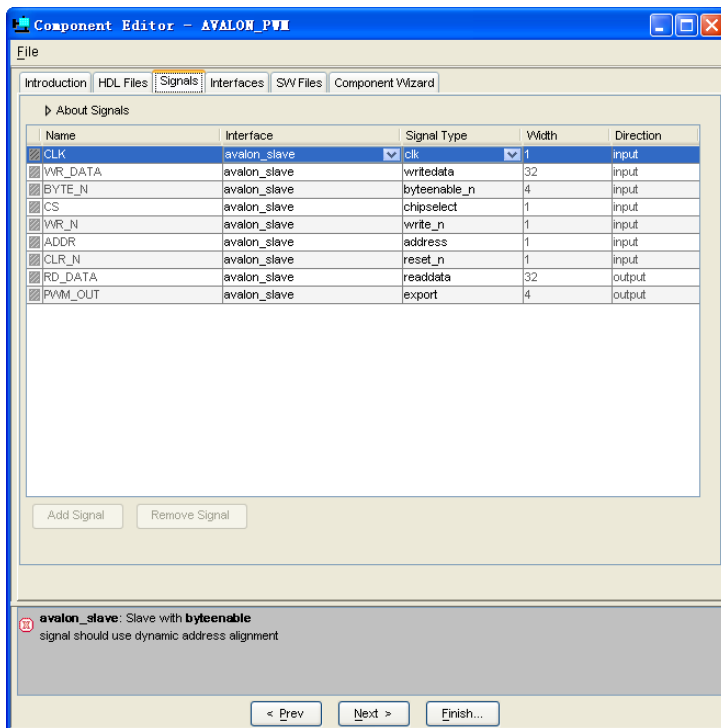 Component Editor - AVALON_PWM
File
Introduction HDL Files Signals Interfaces SW Files Component Wizard
About Signals
Name Interface Signal Type Width Direction
CLK avalon_slave clk 1 input
WR_DATA avalon_slave writedata 32 input
BYTE_N avalon_slave byteenable_n 4 input
CS avalon_slave chipselect 1 input
WR_N avalon_slave write_n 1 input
ADDR avalon_slave address 1 input
CLR_N avalon_slave reset_n 1 input
RD_DATA avalon_slave readdata 32 output
PWM_OUT avalon_slave export 4 output
Add Signal Remove Signal
avalon_slave: Slave with byteenable
signal should use dynamic address alignment
< Prev Next > Finish...